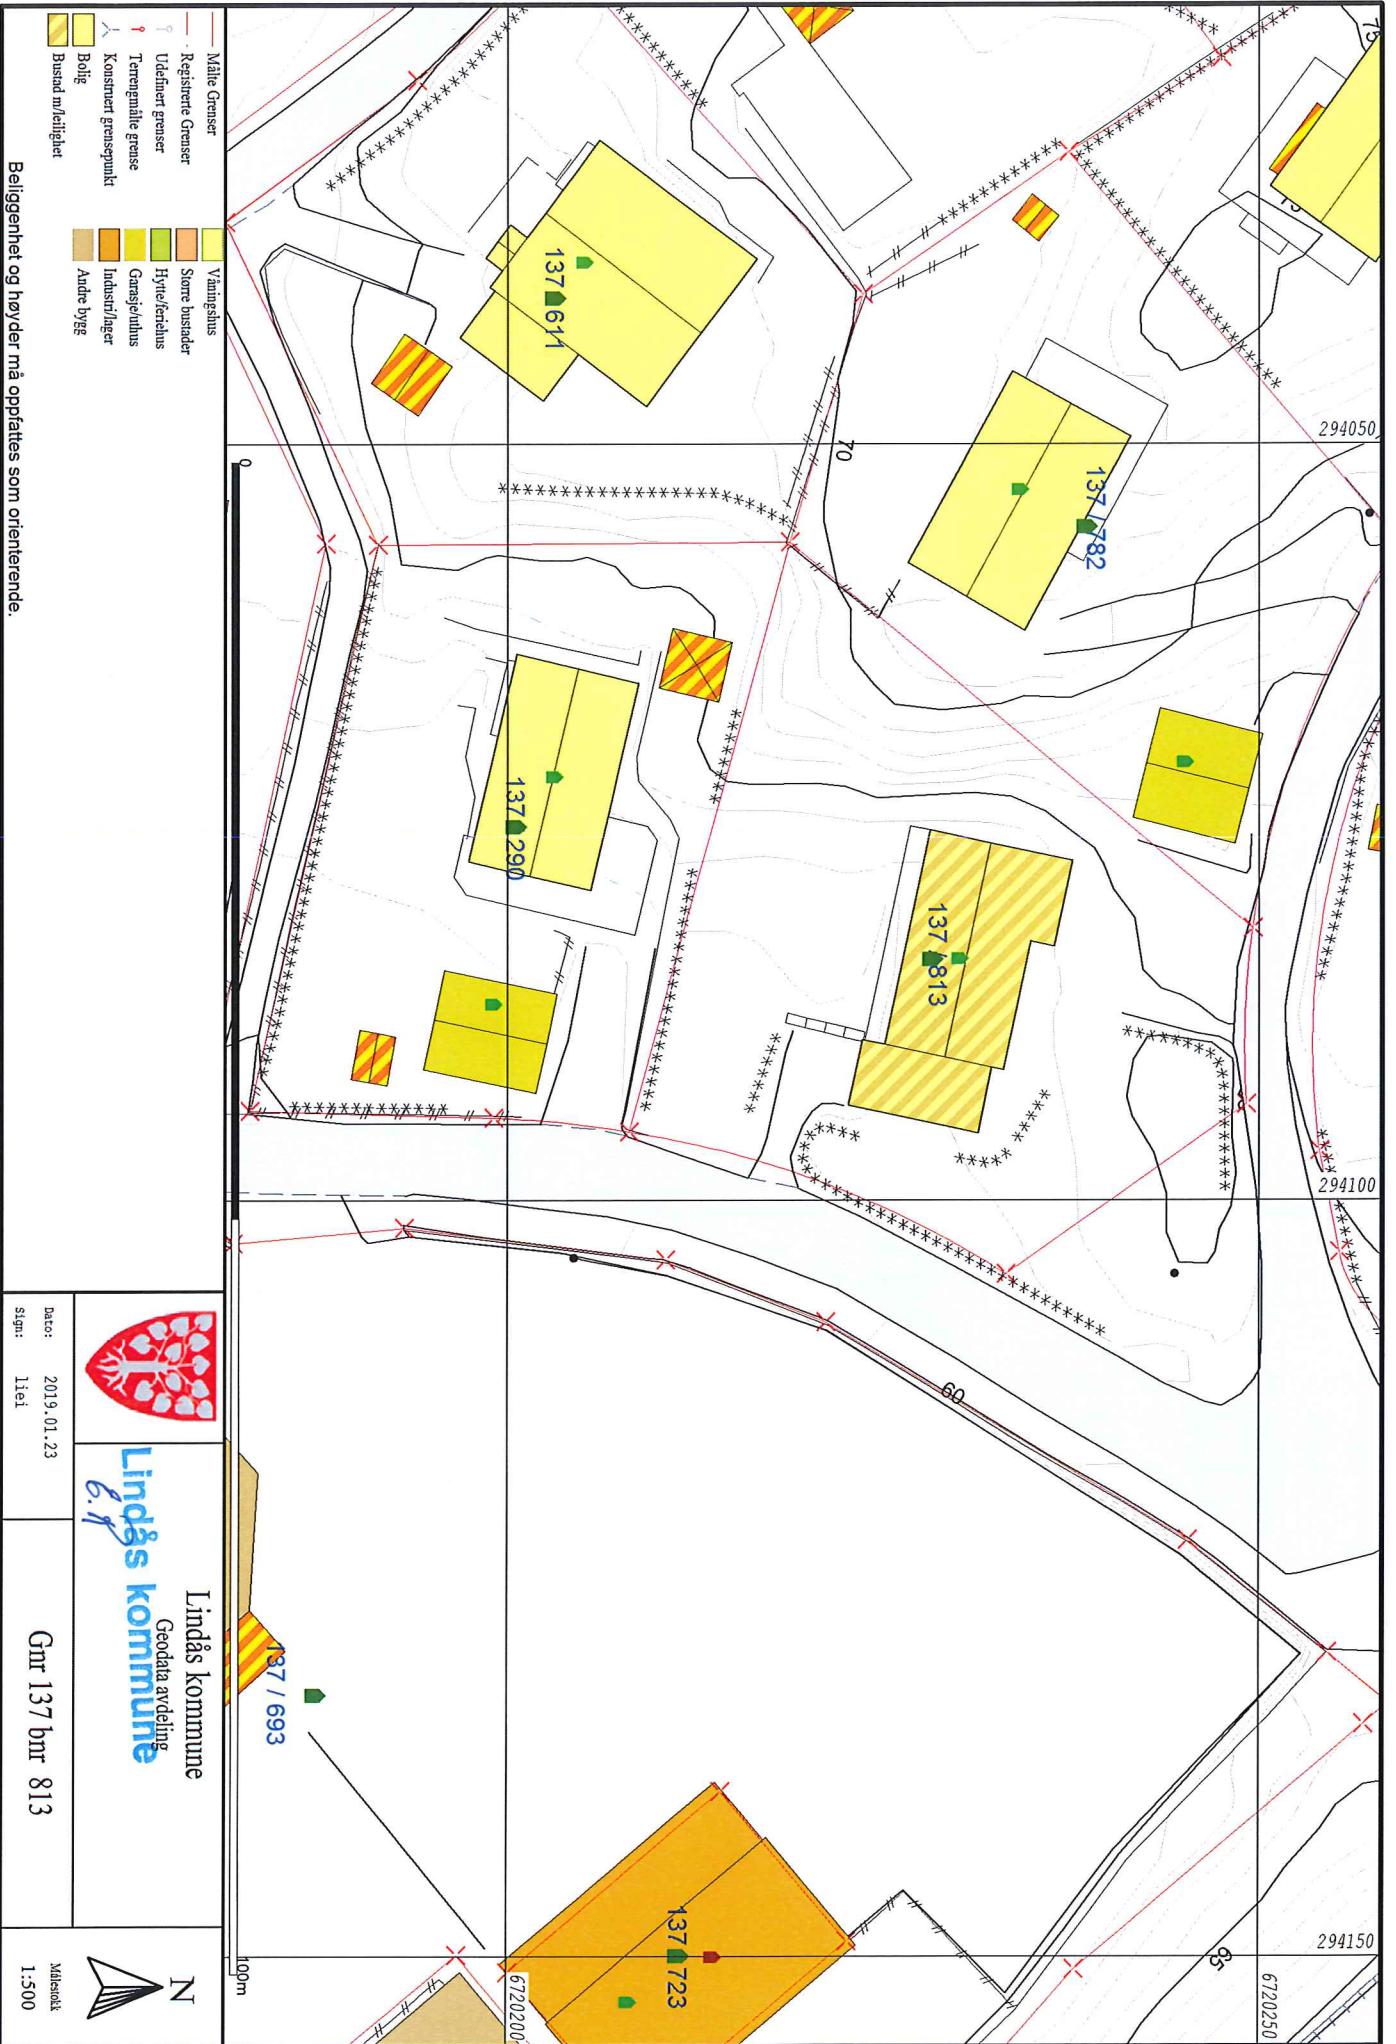 75
75
294050
70
137 / 782
137 / 611
137 / 290
137 / 813
294100
60
137 / 693
137 / 723
65
294150
6720200
6720250
0
100m
Målte Grenser
Registrerte Grenser
Udefinert grenser
Terrengmålte grense
Konstruert grensepunkt
Bolig
Bustad m/leilighet
Våningshus
Større bustader
Hytte/feriehus
Garasje/uthus
Industri/lager
Andre bygg
Beliggenhet og høyder må oppfattes som orienterende.
Lindås kommune
Geodata avdeling
Lindås kommune
Dato: 2019.01.23
Sign: liei
Gnr 137 bnr 813
N
Målestokk
1:500